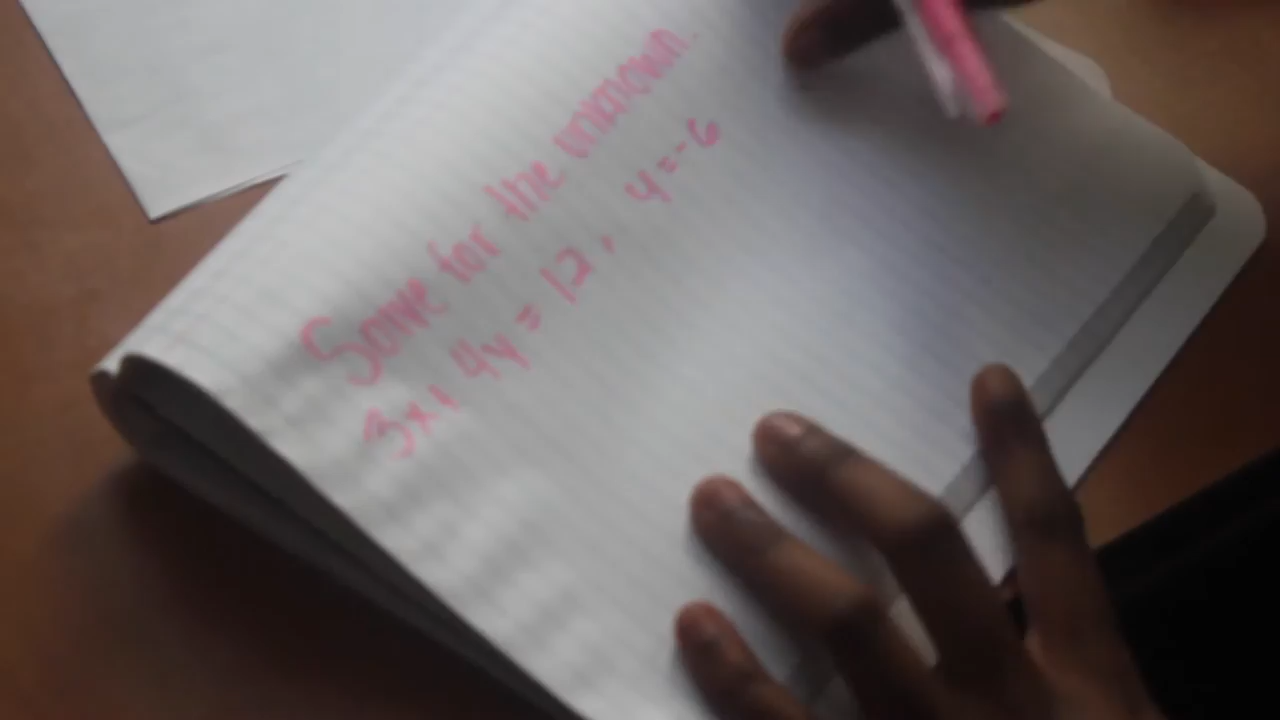 Solve for the unknown.
3x+ 4y = 12, y=-6